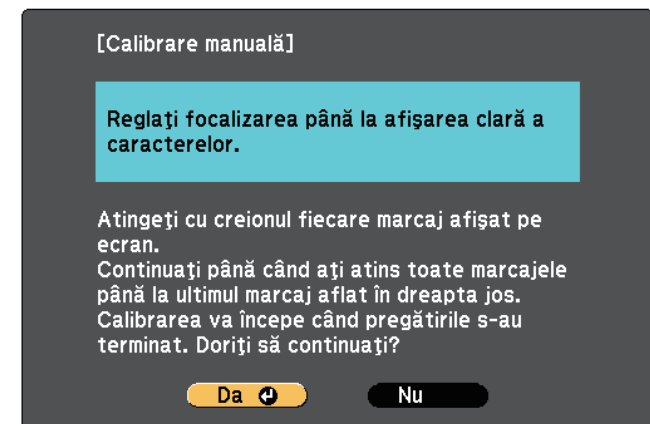 [Calibrare manuală]
Reglaţi focalizarea până la afişarea clară a
caracterelor.
Atingeţi cu creionul fiecare marcaj afişat pe
ecran.
Continuaţi până când aţi atins toate marcajele
până la ultimul marcaj aflat în dreapta jos.
Calibrarea va începe când pregătirile s-au
terminat. Doriţi să continuaţi?
Da Nu